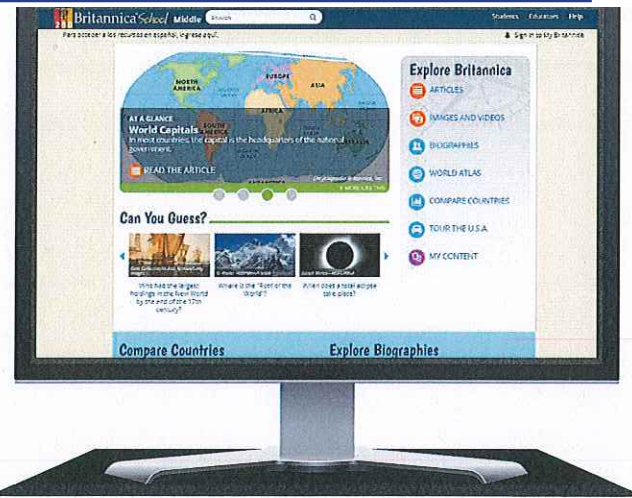 Britannica School Middle
Search
Students Educators Help
Para acceder a los recursos en español, ingrese aquí.
Sign in to My Britannica
NORTH AMERICA
EUROPE
ASIA
AFRICA
SOUTH AMERICA
AT A GLANCE
World Capitals
In most countries, the capital is the headquarters of the national
government.
READ THE ARTICLE
Encyclopædia Britannica, Inc.
Can You Guess?
Who had the largest
holdings in the New World
by the end of the 17th
century?
Where is the "Roof of the
World"?
When does a total eclipse
take place?
Explore Britannica
ARTICLES
IMAGES AND VIDEOS
BIOGRAPHIES
WORLD ATLAS
COMPARE COUNTRIES
TOUR THE U.S.A.
MY CONTENT
Compare Countries
Explore Biographies